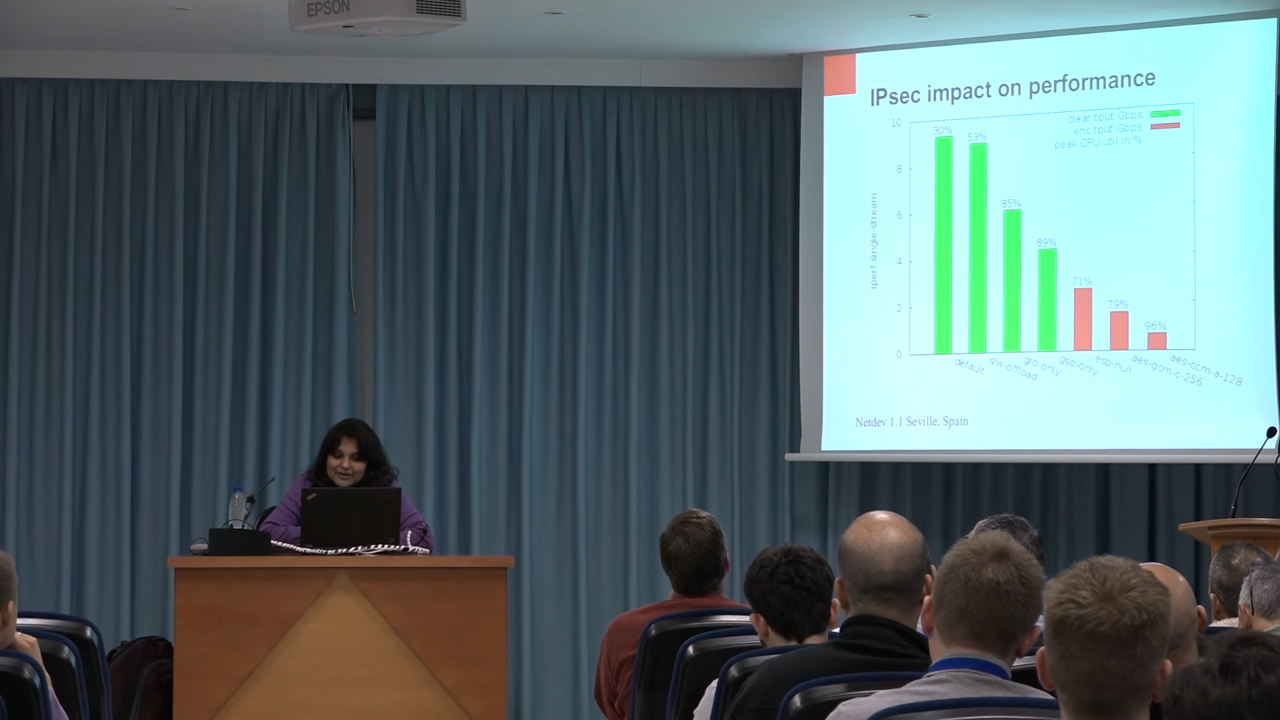 EPSON
IPsec impact on performance
clear tput Gbps
enc tput Gbps
peak CPU util in %
10
8
6
4
2
0
Iperf single-stream
30%
53%
85%
89%
71%
79%
96%
default
s/w-offload
gro-only
gso-only
esp-null
aes-gcm-c-256
aes-ccm-a-128
Netdev 1.1 Seville, Spain